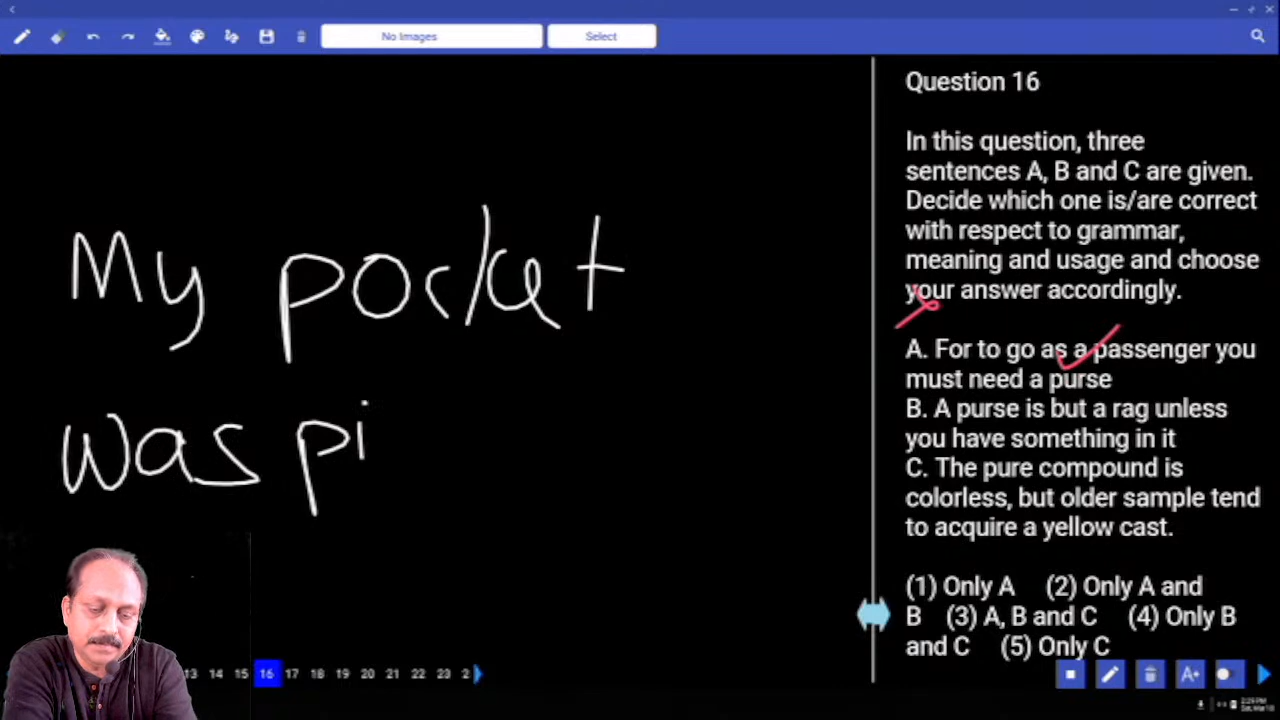 No Images
Select
My pocket
was pi
Question 16
In this question, three
sentences A, B and C are given.
Decide which one is/are correct
with respect to grammar,
meaning and usage and choose
your answer accordingly.
A. For to go as a passenger you
must need a purse
B. A purse is but a rag unless
you have something in it
C. The pure compound is
colorless, but older sample tend
to acquire a yellow cast.
(1) Only A (2) Only A and
B (3) A, B and C (4) Only B
and C (5) Only C
13 14 15 16 17 18 19 20 21 22 23 2
A+